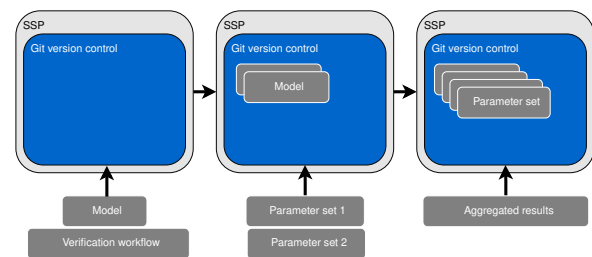 SSP
Git version control
Model
Verification workflow
SSP
Git version control
Model
Parameter set 1
Parameter set 2
SSP
Git version control
Parameter set
Aggregated results